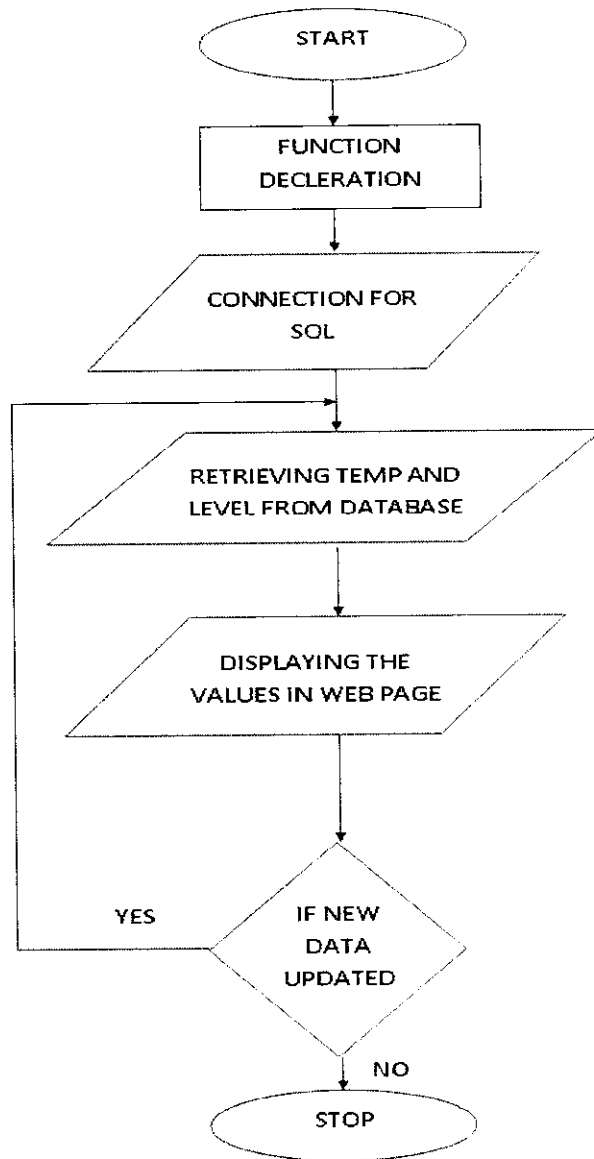 START
FUNCTION
DECLERATION
CONNECTION FOR
SQL
RETRIEVING TEMP AND
LEVEL FROM DATABASE
DISPLAYING THE
VALUES IN WEB PAGE
YES
IF NEW
DATA
UPDATED
NO
STOP